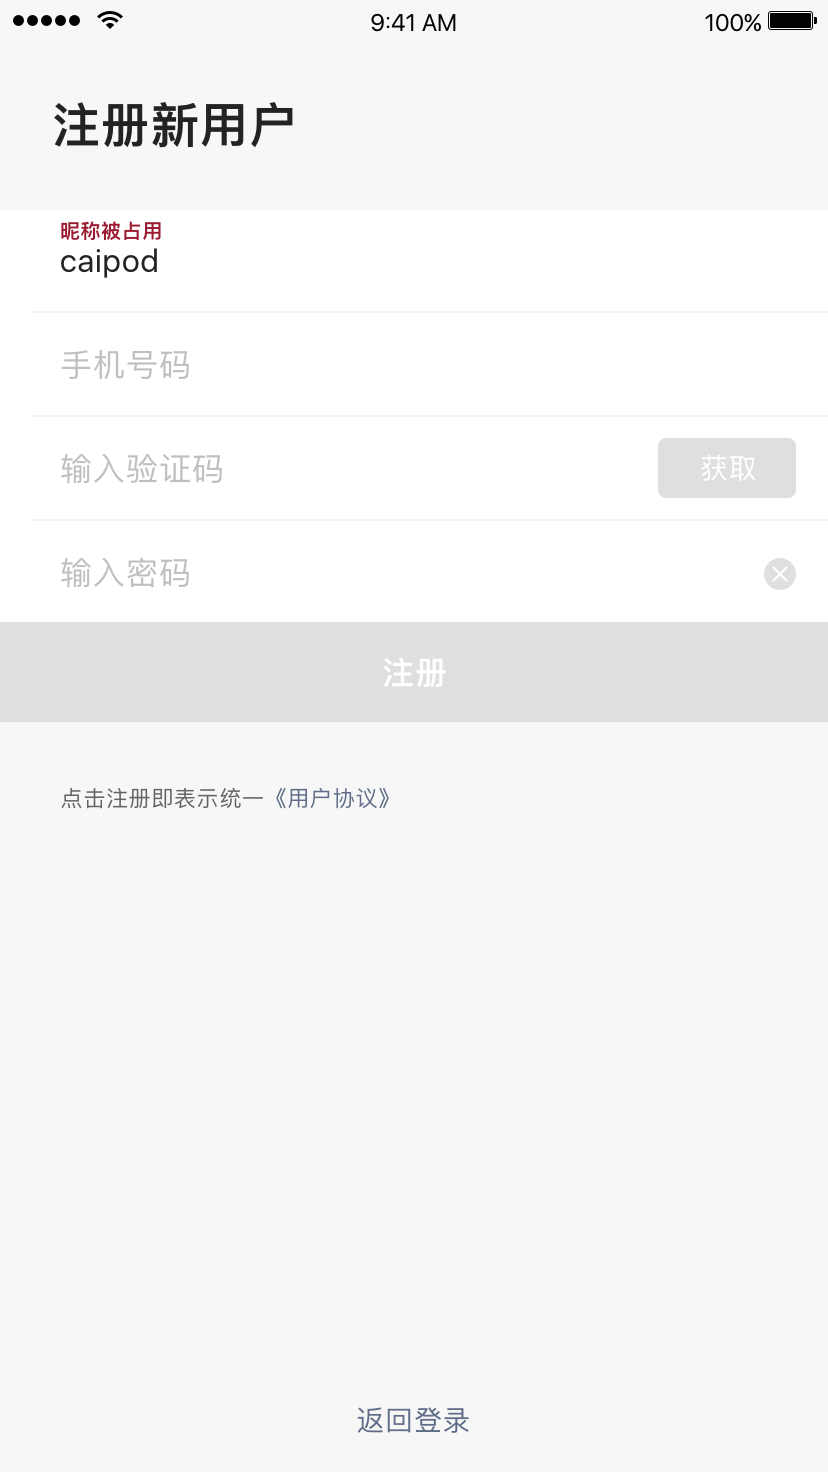 9:41 AM 100%
注册新用户
昵称被占用
caipod
手机号码
输入验证码 获取
输入密码
注册
点击注册即表示统一《用户协议》
返回登录